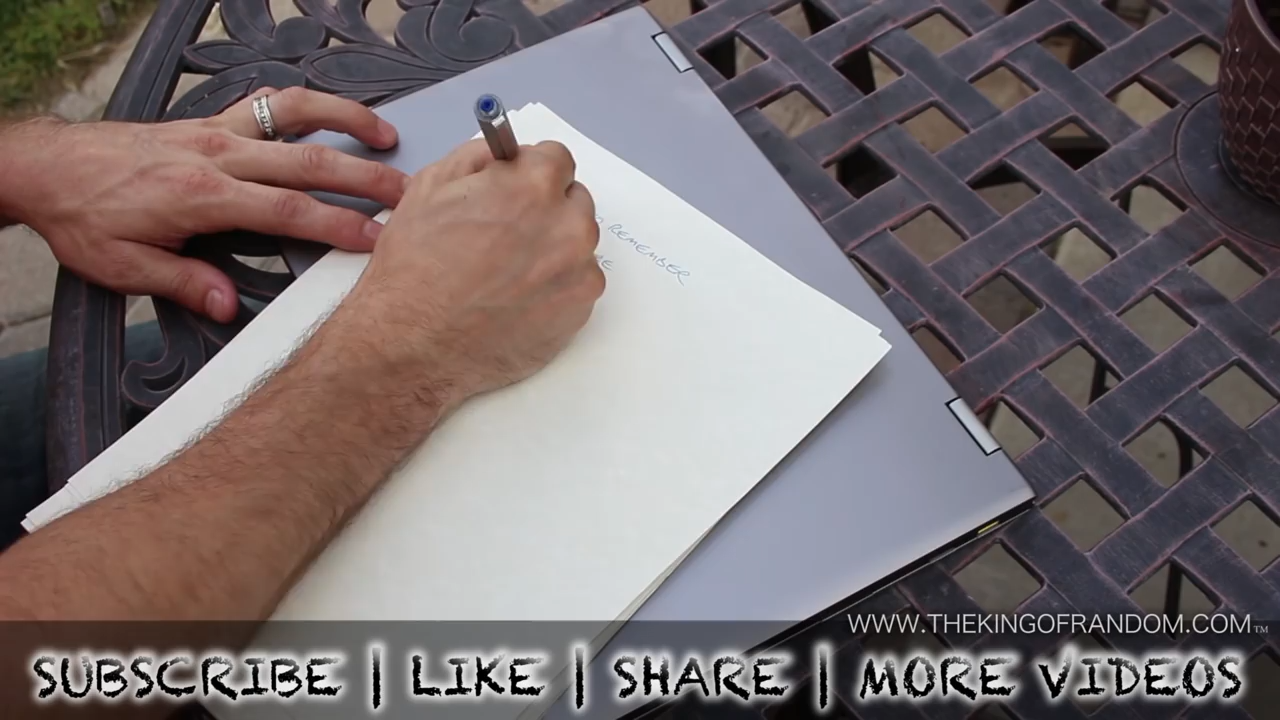 REMEMBER
WWW.THEKINGOFRANDOM.COM™
SUBSCRIBE | LIKE | SHARE | MORE VIDEOS